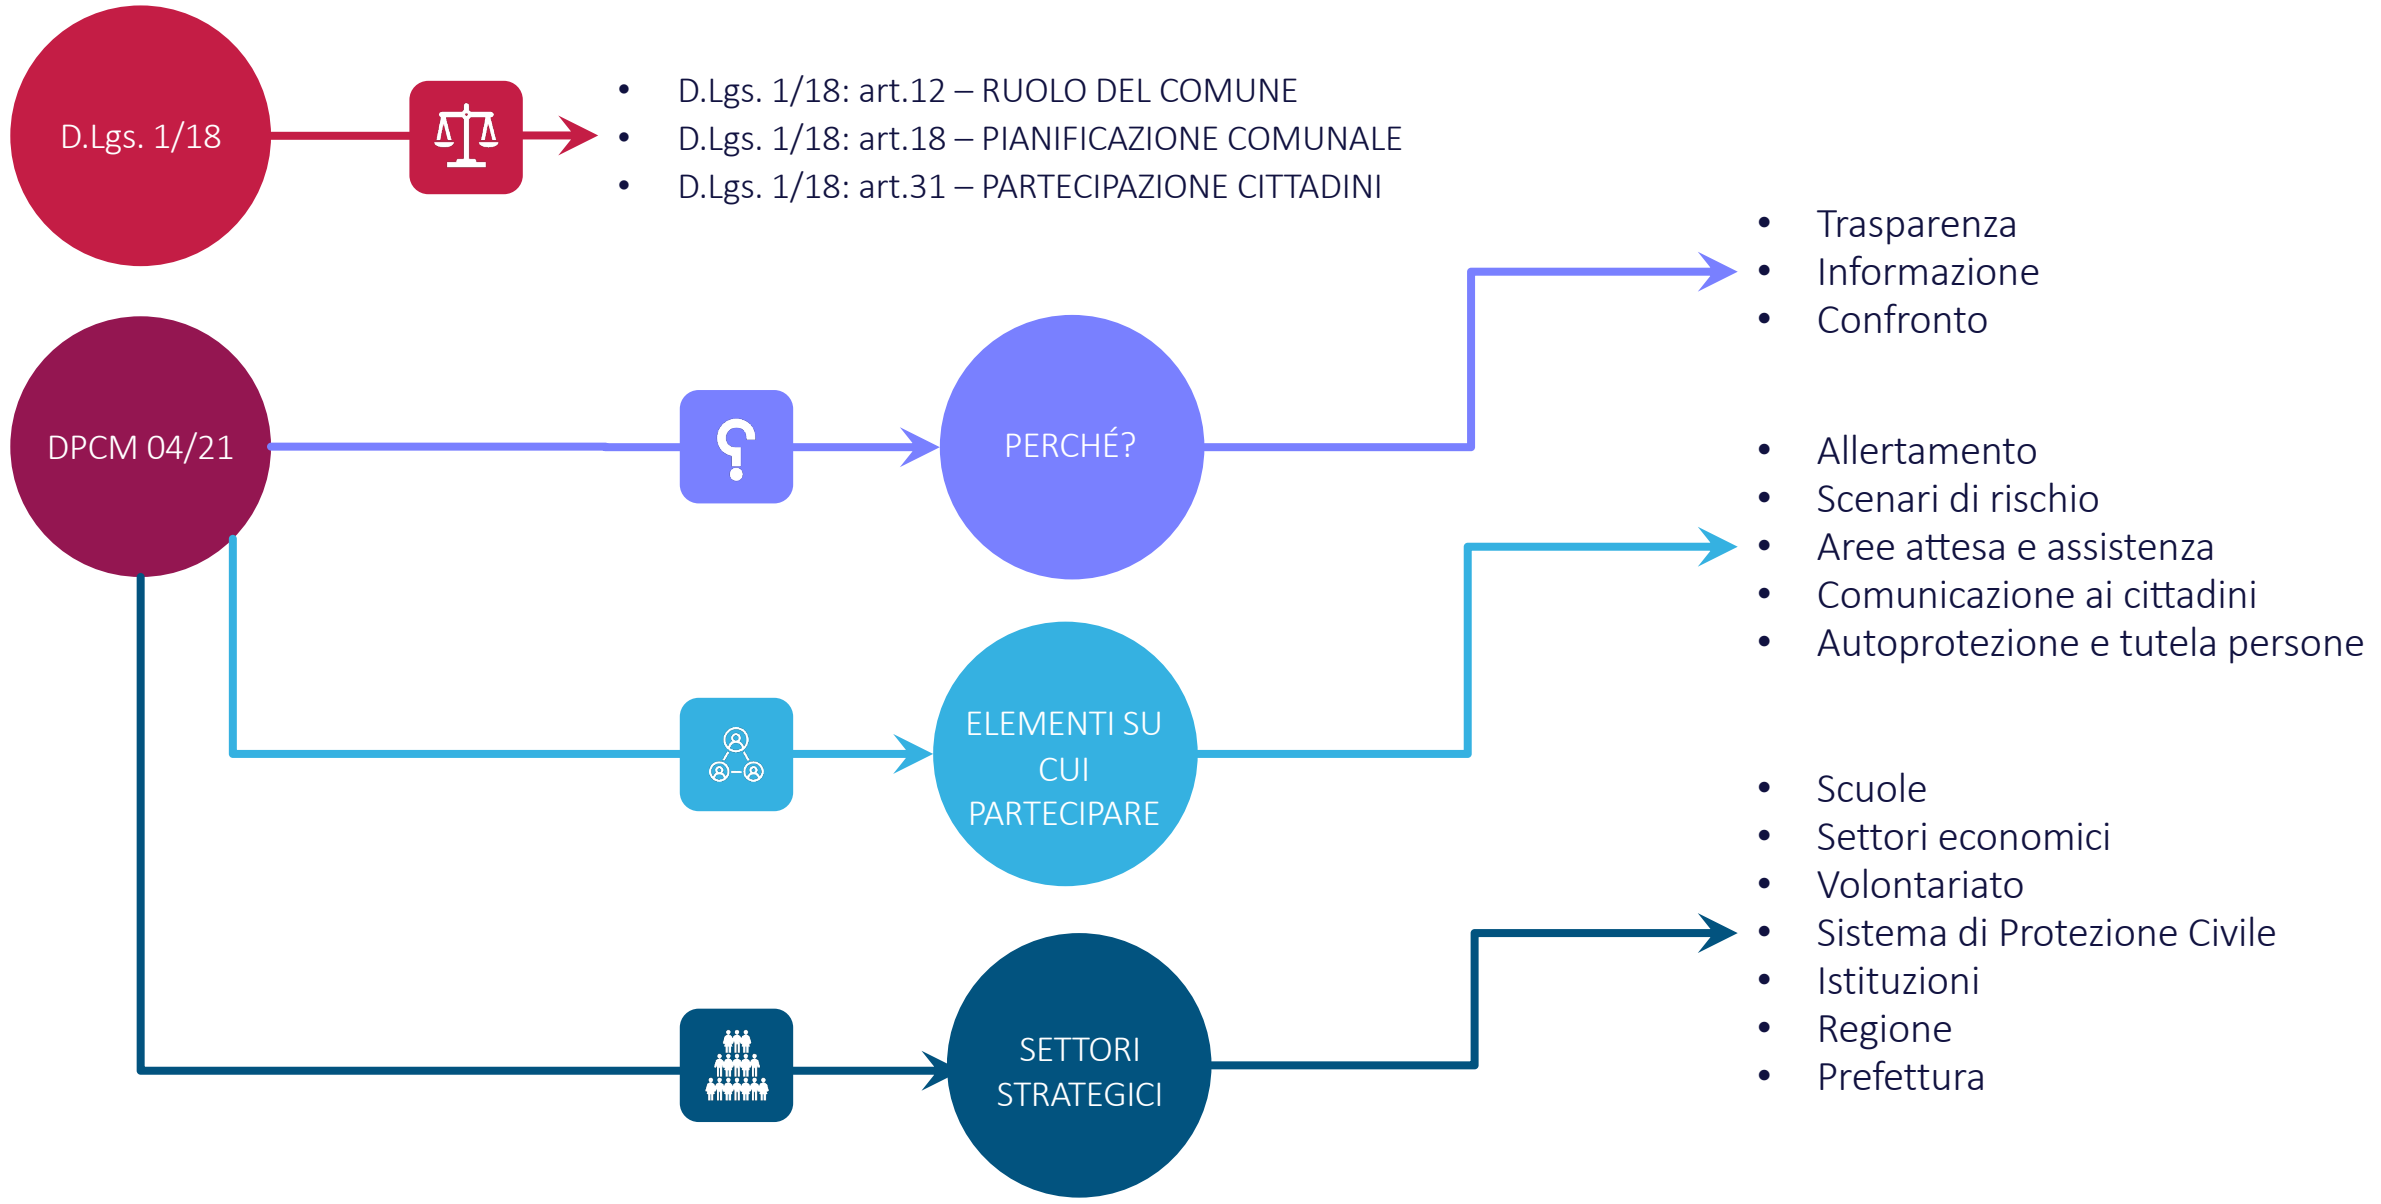 D.Lgs. 1/18
• D.Lgs. 1/18: art.12 – RUOLO DEL COMUNE
• D.Lgs. 1/18: art.18 – PIANIFICAZIONE COMUNALE
• D.Lgs. 1/18: art.31 – PARTECIPAZIONE CITTADINI
DPCM 04/21
PERCHÉ?
• Trasparenza
• Informazione
• Confronto
ELEMENTI SU
CUI
PARTECIPARE
• Allertamento
• Scenari di rischio
• Aree attesa e assistenza
• Comunicazione ai cittadini
• Autoprotezione e tutela persone
SETTORI
STRATEGICI
• Scuole
• Settori economici
• Volontariato
• Sistema di Protezione Civile
• Istituzioni
• Regione
• Prefettura